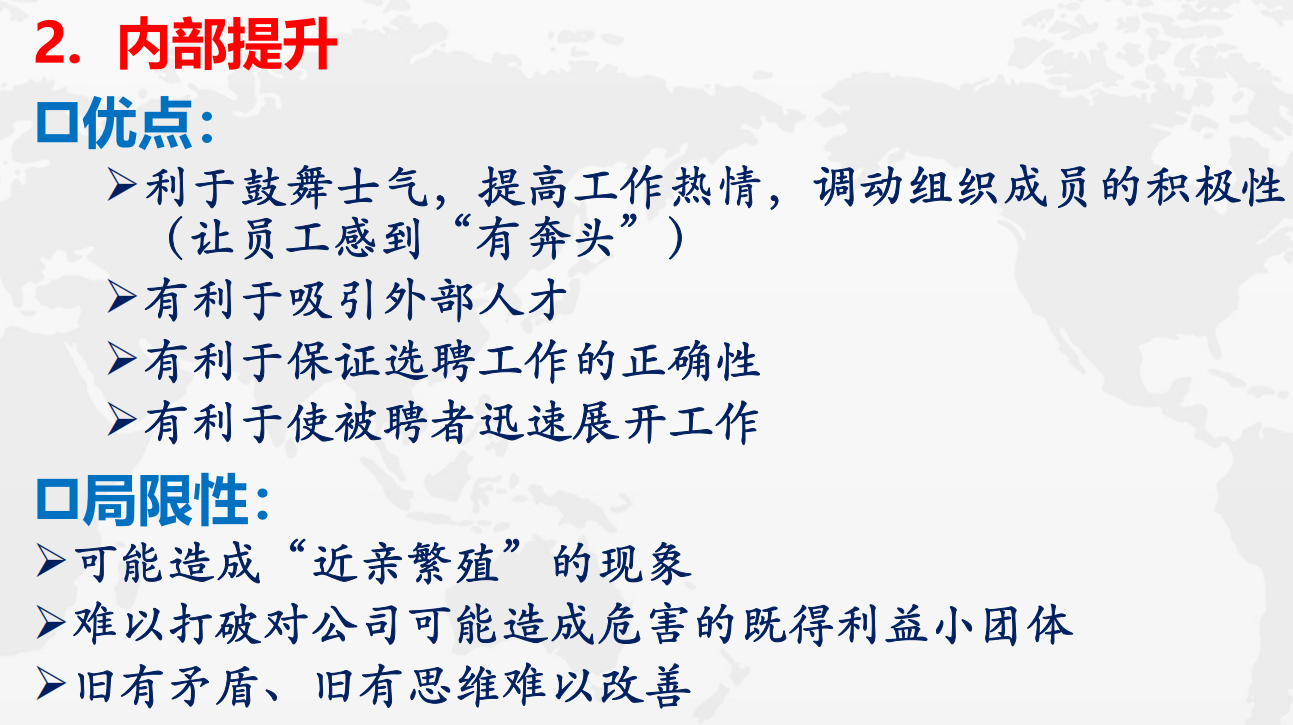 2. 内部提升
优点：
利于鼓舞士气，提高工作热情，调动组织成员的积极性
（让员工感到“有奔头”）
有利于吸引外部人才
有利于保证选聘工作的正确性
有利于使被聘者迅速展开工作
局限性：
可能造成“近亲繁殖”的现象
难以打破对公司可能造成危害的既得利益小团体
旧有矛盾、旧有思维难以改善